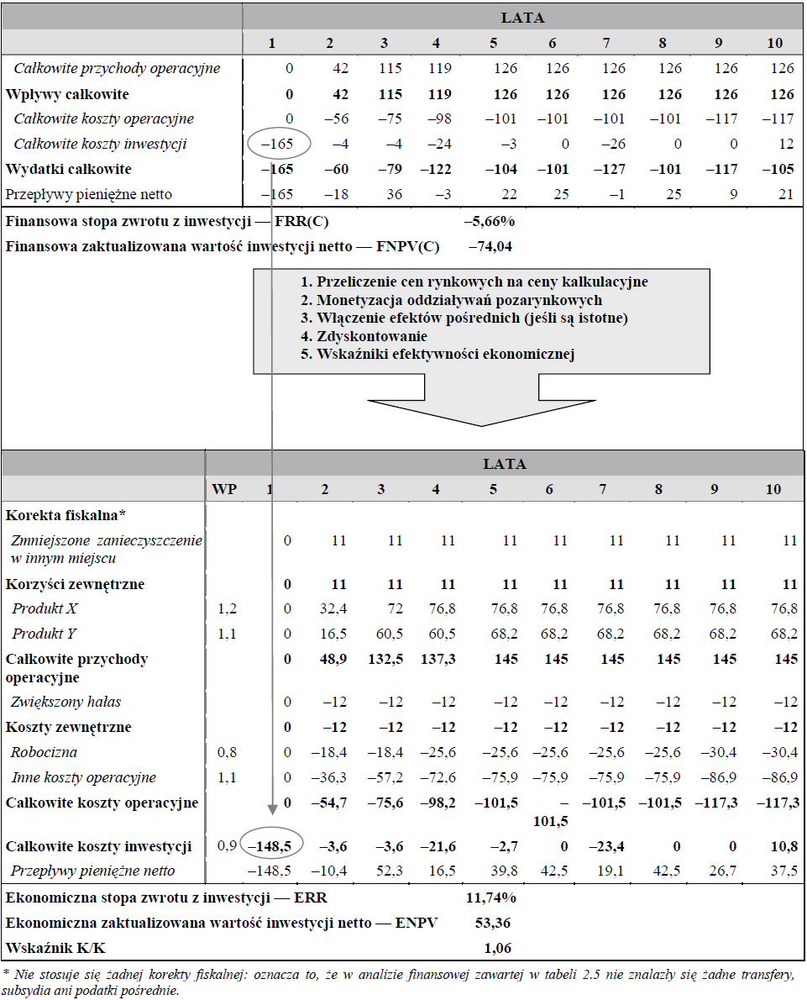 LATA
1 2 3 4 5 6 7 8 9 10
Całkowite przychody operacyjne 0 42 115 119 126 126 126 126 126 126
Wpływy całkowite 0 42 115 119 126 126 126 126 126 126
Całkowite koszty operacyjne 0 –56 –75 –98 –101 –101 –101 –101 –117 –117
Całkowite koszty inwestycji –165 –4 –4 –24 –3 0 –26 0 0 12
Wydatki całkowite –165 –60 –79 –122 –104 –101 –127 –101 –117 –105
Przepływy pieniężne netto –165 –18 36 –3 22 25 –1 25 9 21
Finansowa stopa zwrotu z inwestycji — FRR(C) –5,66%
Finansowa zaktualizowana wartość inwestycji netto — FNPV(C) –74,04
1. Przeliczenie cen rynkowych na ceny kalkulacyjne
2. Monetyzacja oddziaływań pozarynkowych
3. Włączenie efektów pośrednich (jeśli są istotne)
4. Zdyskontowanie
5. Wskaźniki efektywności ekonomicznej
LATA
WP 1 2 3 4 5 6 7 8 9 10
Korekta fiskalna*
Zmniejszone zanieczyszczenie 0 11 11 11 11 11 11 11 11 11
w innym miejscu
Korzyści zewnętrzne 0 11 11 11 11 11 11 11 11 11
Produkt X 1,2 0 32,4 72 76,8 76,8 76,8 76,8 76,8 76,8 76,8
Produkt Y 1,1 0 16,5 60,5 60,5 68,2 68,2 68,2 68,2 68,2 68,2
Całkowite przychody 0 48,9 132,5 137,3 145 145 145 145 145 145
operacyjne
Zwiększony hałas 0 –12 –12 –12 –12 –12 –12 –12 –12 –12
Koszty zewnętrzne 0 –12 –12 –12 –12 –12 –12 –12 –12 –12
Robocizna 0,8 0 –18,4 –18,4 –25,6 –25,6 –25,6 –25,6 –25,6 –30,4 –30,4
Inne koszty operacyjne 1,1 0 –36,3 –57,2 –72,6 –75,9 –75,9 –75,9 –75,9 –86,9 –86,9
Całkowite koszty operacyjne 0 –54,7 –75,6 –98,2 –101,5 –
101,5 –101,5 –101,5 –117,3 –117,3
Całkowite koszty inwestycji 0,9 –148,5 –3,6 –3,6 –21,6 –2,7 0 –23,4 0 0 10,8
Przepływy pieniężne netto –148,5 –10,4 52,3 16,5 39,8 42,5 19,1 42,5 26,7 37,5
Ekonomiczna stopa zwrotu z inwestycji — ERR 11,74%
Ekonomiczna zaktualizowana wartość inwestycji netto — ENPV 53,36
Wskaźnik K/K 1,06
* Nie stosuje się żadnej korekty fiskalnej: oznacza to, że w analizie finansowej zawartej w tabeli 2.5 nie znalazły się żadne transfery,
subsydia ani podatki pośrednie.